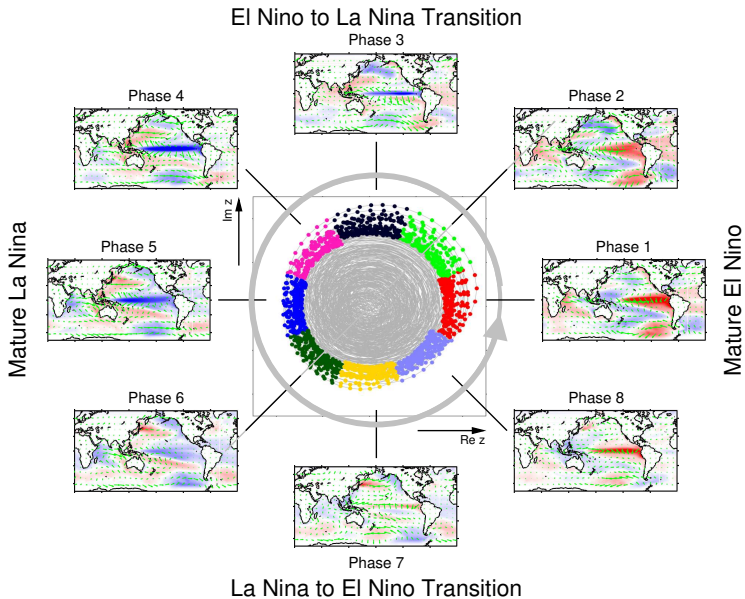 El Nino to La Nina Transition
Phase 3
Phase 4
Phase 2
Im z
Mature La Nina
Phase 5
Phase 1
Mature El Nino
Phase 6
Phase 8
Re z
Phase 7
La Nina to El Nino Transition